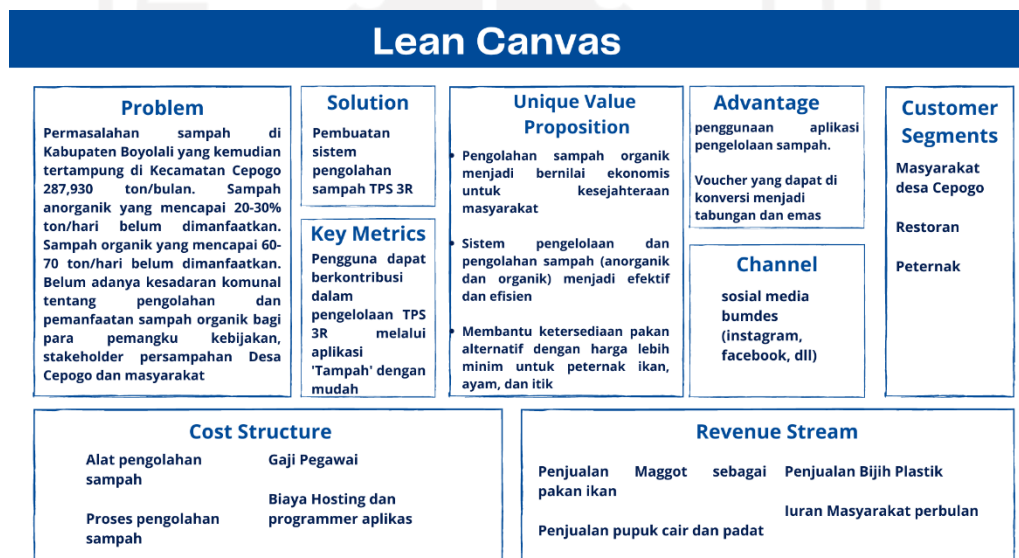 Lean Canvas
Problem
Permasalahan sampah di
Kabupaten Boyolali yang kemudian
tertampung di Kecamatan Cepogo
287,930 ton/bulan. Sampah
anorganik yang mencapai 20-30%
ton/hari belum dimanfaatkan.
Sampah organik yang mencapai 60-
70 ton/hari belum dimanfaatkan.
Belum adanya kesadaran komunal
tentang pengolahan dan
pemanfaatan sampah organik bagi
para pemangku kebijakan,
stakeholder persampahan Desa
Cepogo dan masyarakat
Solution
Pembuatan
sistem
pengolahan
sampah TPS 3R
Key Metrics
Pengguna dapat
berkontribusi
dalam
pengelolaan TPS
3R melalui
aplikasi
'Tampah' dengan
mudah
Unique Value
Proposition
• Pengolahan sampah organik
menjadi bernilai ekonomis
untuk kesejahteraan
masyarakat
• Sistem pengelolaan dan
pengolahan sampah (anorganik
dan organik) menjadi efektif
dan efisien
• Membantu ketersediaan pakan
alternatif dengan harga lebih
minim untuk peternak ikan,
ayam, dan itik
Advantage
penggunaan aplikasi
pengelolaan sampah.
Voucher yang dapat di
konversi menjadi
tabungan dan emas
Channel
sosial media
bumdes
(instagram,
facebook, dll)
Customer
Segments
Masyarakat
desa Cepogo
Restoran
Peternak
Cost Structure
Alat pengolahan
sampah
Proses pengolahan
sampah
Gaji Pegawai
Biaya Hosting dan
programmer aplikas
Revenue Stream
Penjualan Maggot sebagai
pakan ikan
Penjualan pupuk cair dan padat
Penjualan Bijih Plastik
Iuran Masyarakat perbulan